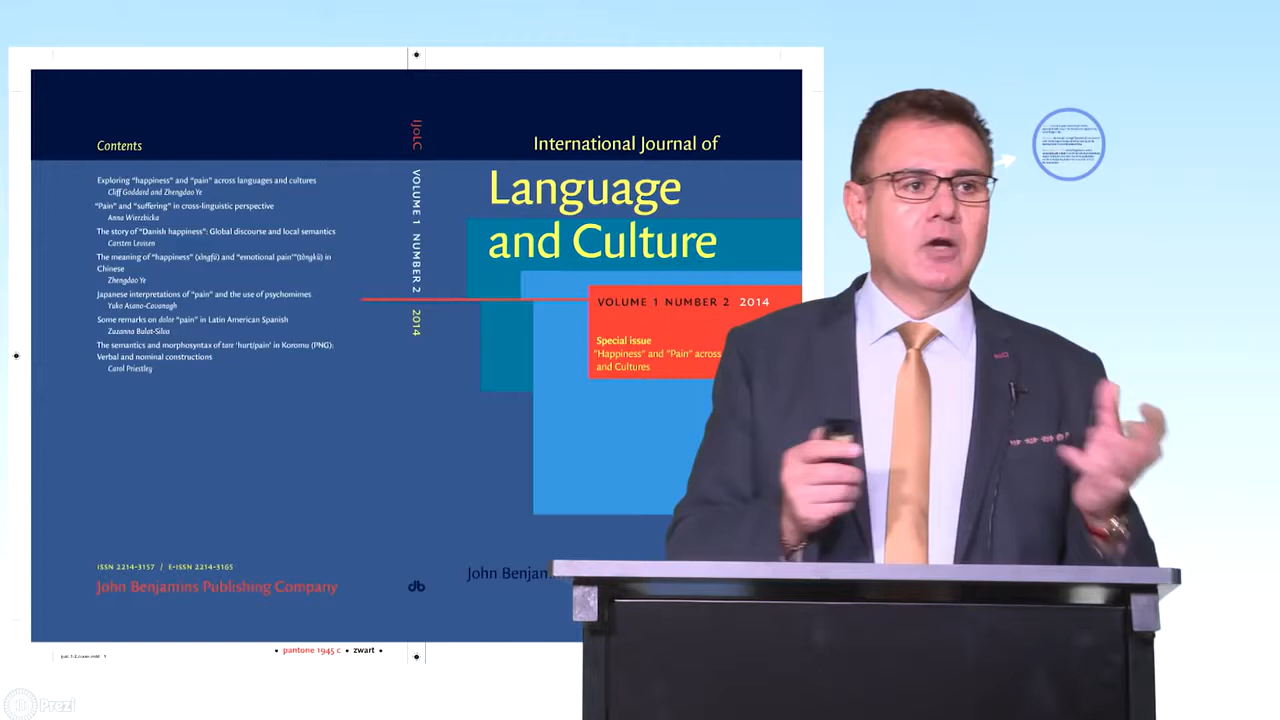 Contents
Exploring “happiness” and “pain” across languages and cultures
Cliff Goddard and Zhengdao Ye
“Pain” and “suffering” in cross-linguistic perspective
Anna Wierzbicka
The story of “Danish happiness”: Global discourse and local semantics
Carsten Levisen
The meaning of “happiness” (xìngfú) and “emotional pain” (tòngkǔ) in
Chinese
Zhengdao Ye
Japanese interpretations of “pain” and the use of psychomimes
Yuko Asano-Cavanagh
Some remarks on dolor “pain” in Latin American Spanish
Zuzanna Bulat-Silva
The semantics and morphosyntax of tare ‘hurt/pain’ in Koromu (PNG):
Verbal and nominal constructions
Carol Priestley
ISSN 2214-3157 / E-ISSN 2214-3165
John Benjamins Publishing Company
IJoLC VOLUME 1 NUMBER 2 2014
International Journal of
Language
and Culture
VOLUME 1 NUMBER 2 2014
Special issue
“Happiness” and “Pain” across
and Cultures
John Benjam
• pantone 1945 c • zwart •
Prezi